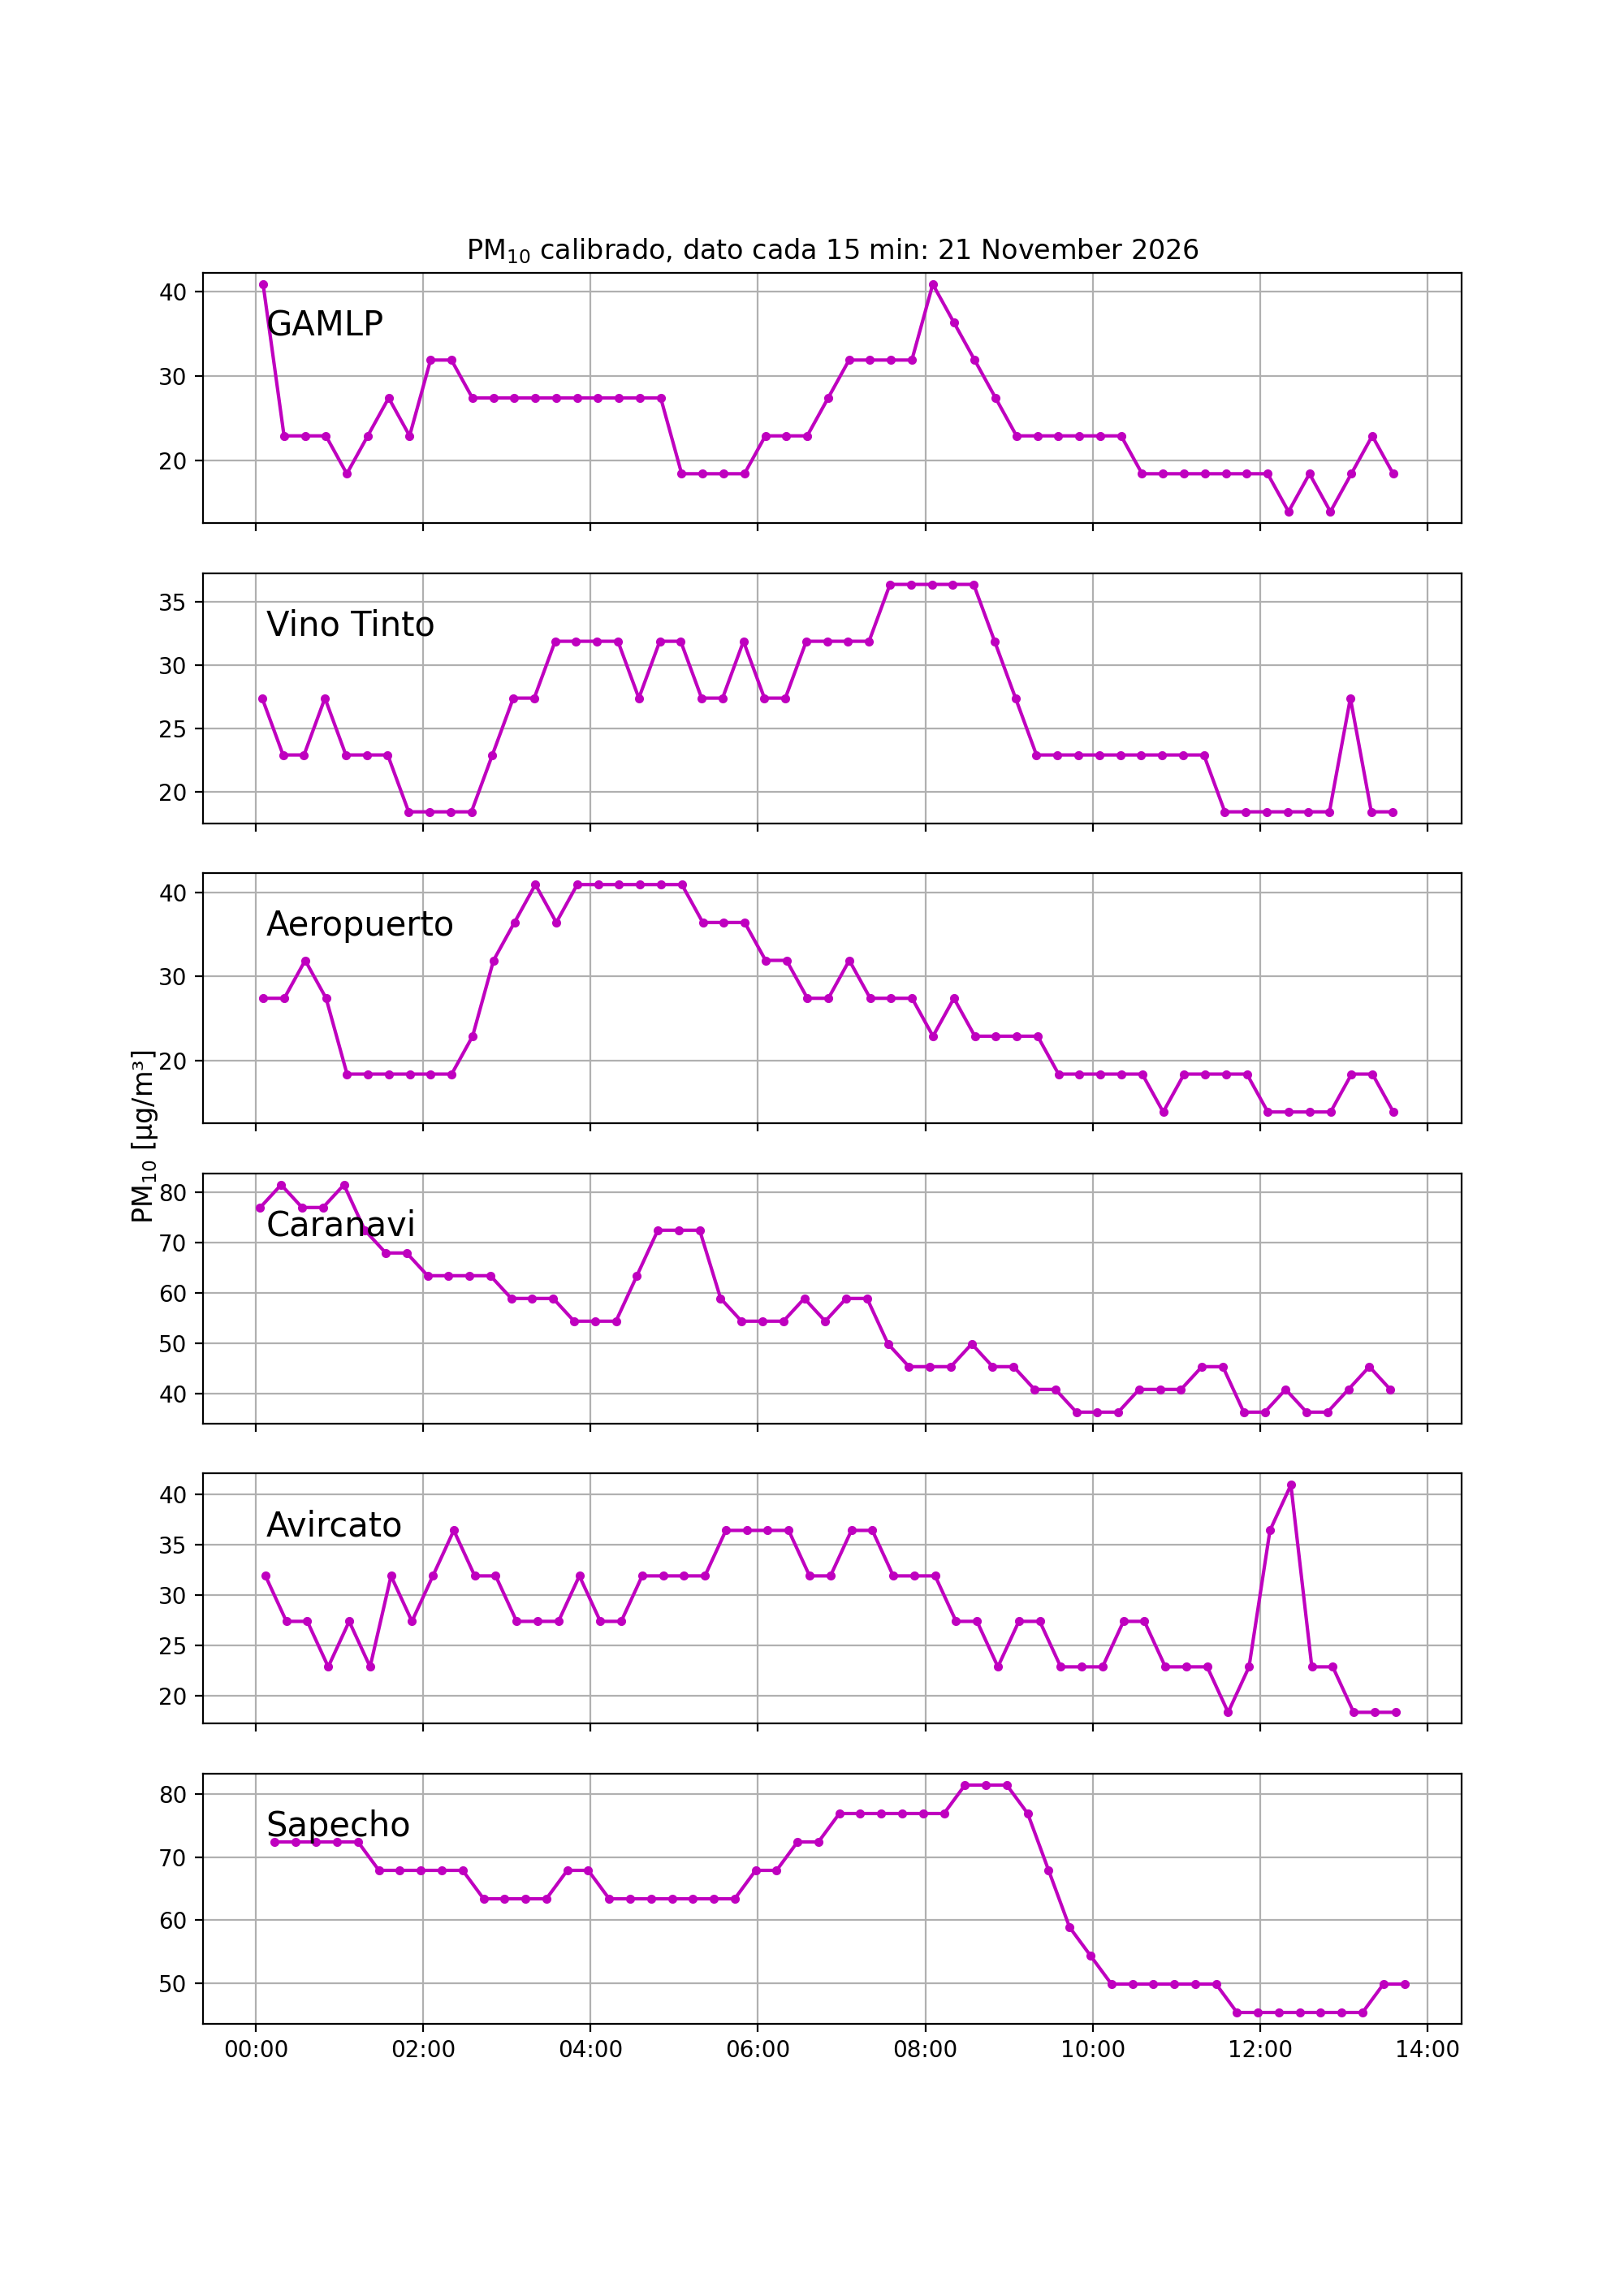 PM₁₀ calibrado, dato cada 15 min: 21 November 2026
40
GAMLP
30
20
35
Vino Tinto
30
25
20
40
Aeropuerto
30
20
PM₁₀ [µg/m³]
80
Caranavi
70
60
50
40
40
Avircato
35
30
25
20
80
Sapecho
70
60
50
00:00 02:00 04:00 06:00 08:00 10:00 12:00 14:00